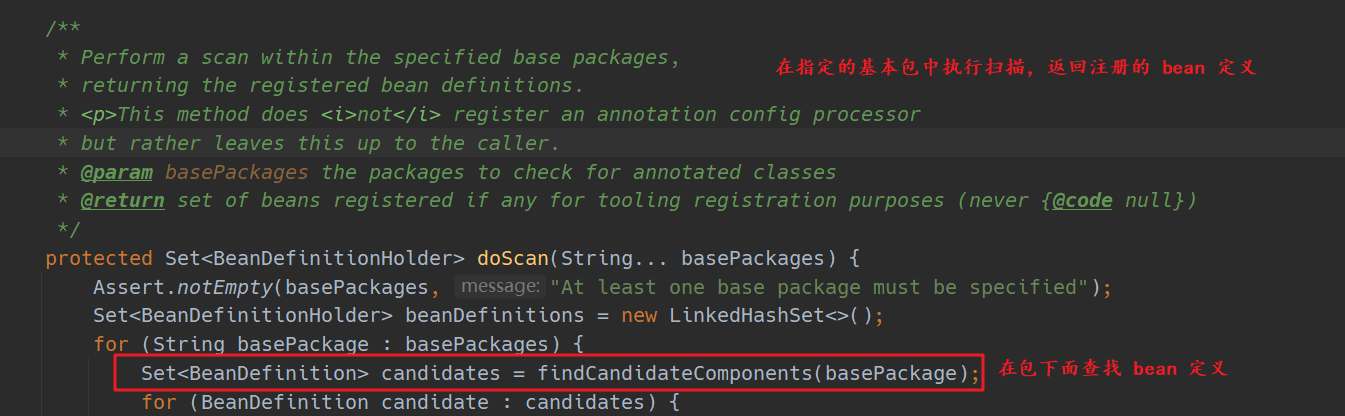 /**
* Perform a scan within the specified base packages,
在指定的基本包中执行扫描，返回注册的 bean 定义
* returning the registered bean definitions.
* <p>This method does <i>not</i> register an annotation config processor
* but rather leaves this up to the caller.
* @param basePackages the packages to check for annotated classes
* @return set of beans registered if any for tooling registration purposes (never {@code null})
*/
protected Set<BeanDefinitionHolder> doScan(String... basePackages) {
Assert.notEmpty(basePackages, message: "At least one base package must be specified");
Set<BeanDefinitionHolder> beanDefinitions = new LinkedHashSet<>();
for (String basePackage : basePackages) {
Set<BeanDefinition> candidates = findCandidateComponents(basePackage);
在包下面查找 bean 定义
for (BeanDefinition candidate : candidates) {